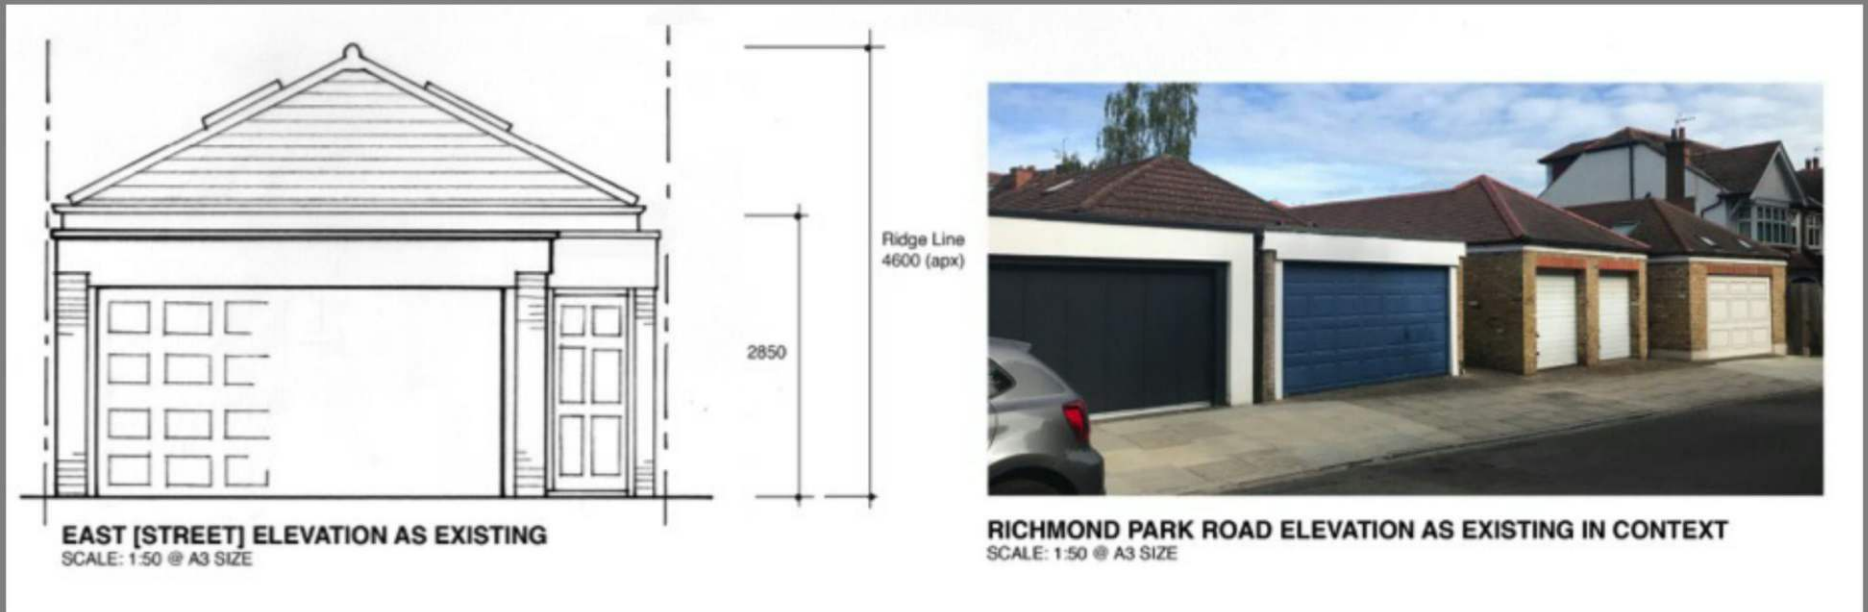 Ridge Line
4600 (apx)
2850
EAST [STREET] ELEVATION AS EXISTING
SCALE: 1:50 @ A3 SIZE
RICHMOND PARK ROAD ELEVATION AS EXISTING IN CONTEXT
SCALE: 1:50 @ A3 SIZE